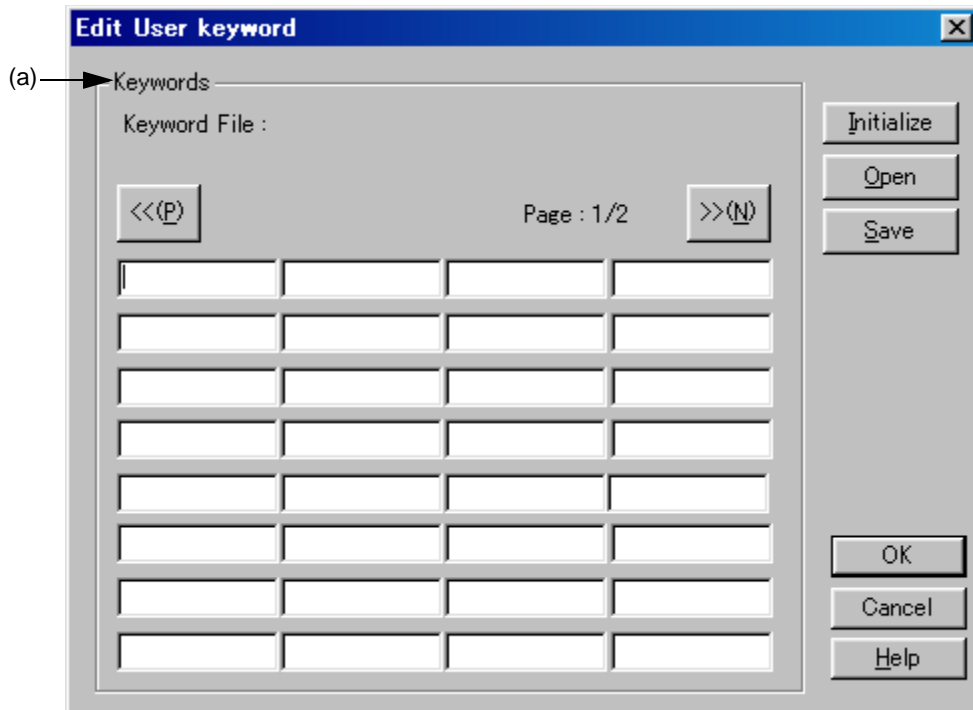 Edit User keyword
(a)
Keywords
Keyword File :
Initialize
Open
Save
<<(P)
Page : 1/2
>>(N)
OK
Cancel
Help